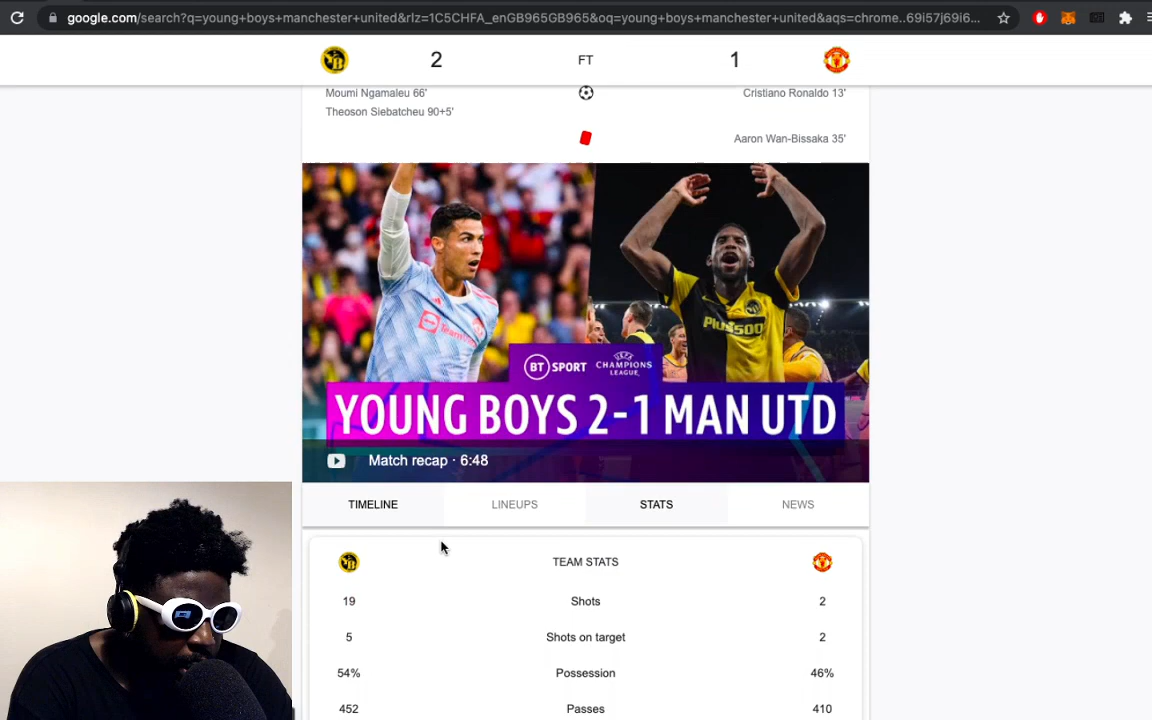 google.com/search?q=young+boys+manchester+united&rlz=1C5CHFA_enGB965GB965&oq=young+boys+manchester+united&aqs=chrome..69i57j69i6...
2 FT 1
Moumi Ngamaleu 66' Cristiano Ronaldo 13'
Theoson Siebatcheu 90+5'
Aaron Wan-Bissaka 35'
TeamV
Plus500
BT SPORT UEFA CHAMPIONS LEAGUE
YOUNG BOYS 2-1 MAN UTD
Match recap · 6:48
TIMELINE LINEUPS STATS NEWS
TEAM STATS
19 Shots 2
5 Shots on target 2
54% Possession 46%
452 Passes 410